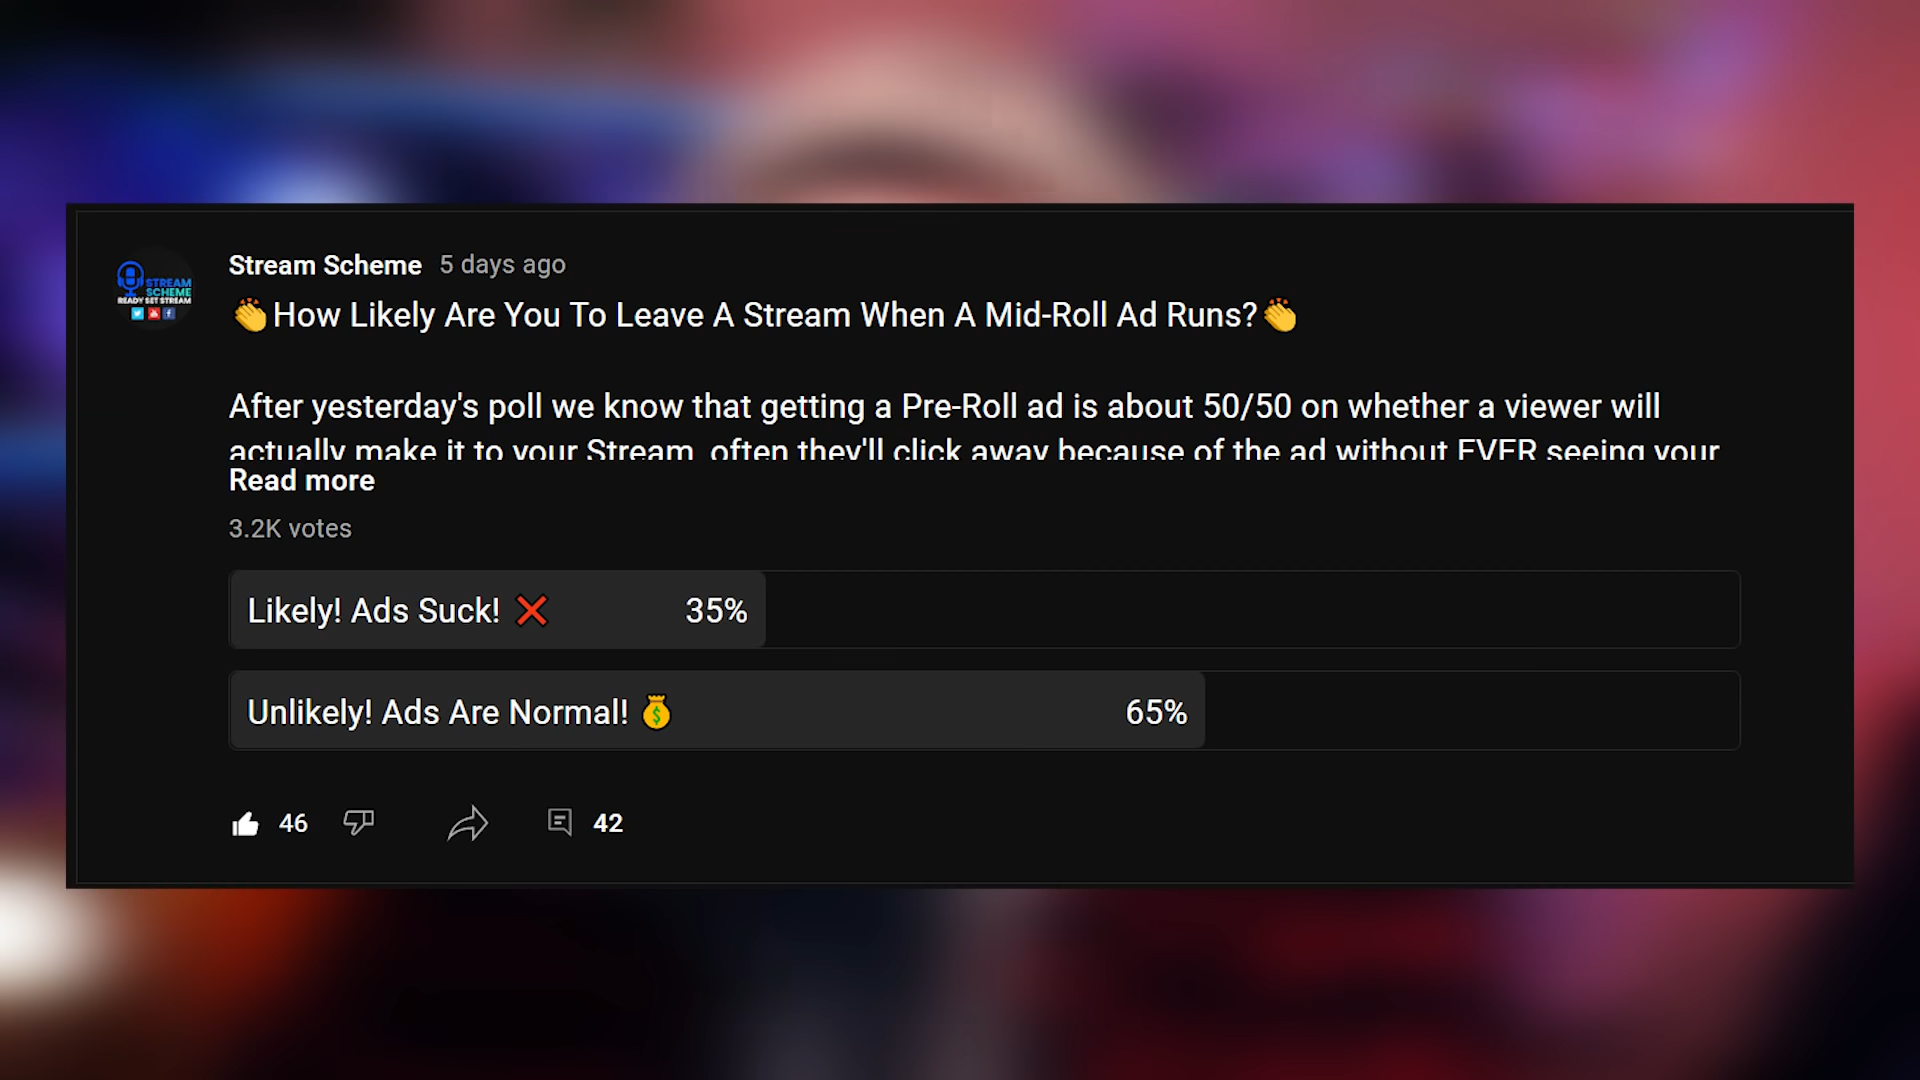 Stream Scheme 5 days ago
STREAM
SCHEME
READY SET STREAM
👏How Likely Are You To Leave A Stream When A Mid-Roll Ad Runs?👏
After yesterday's poll we know that getting a Pre-Roll ad is about 50/50 on whether a viewer will
actually make it to your Stream, often they'll click away because of the ad without EVER seeing your
Read more
3.2K votes
Likely! Ads Suck! ❌ 35%
Unlikely! Ads Are Normal! 💰 65%
46 42